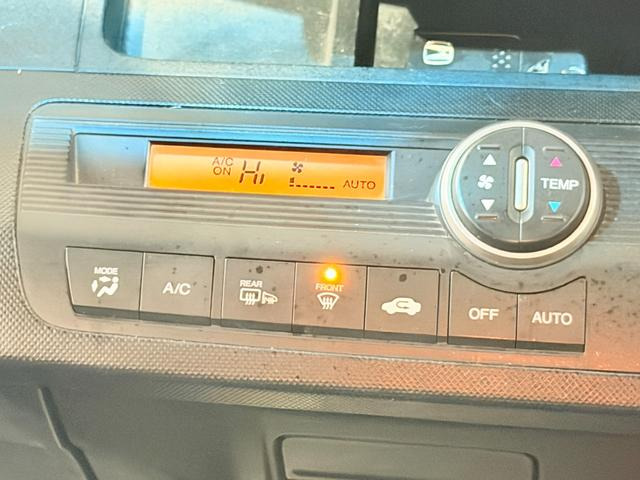 A/C
ON Hi AUTO
TEMP
MODE
A/C
REAR
FRONT
OFF
AUTO